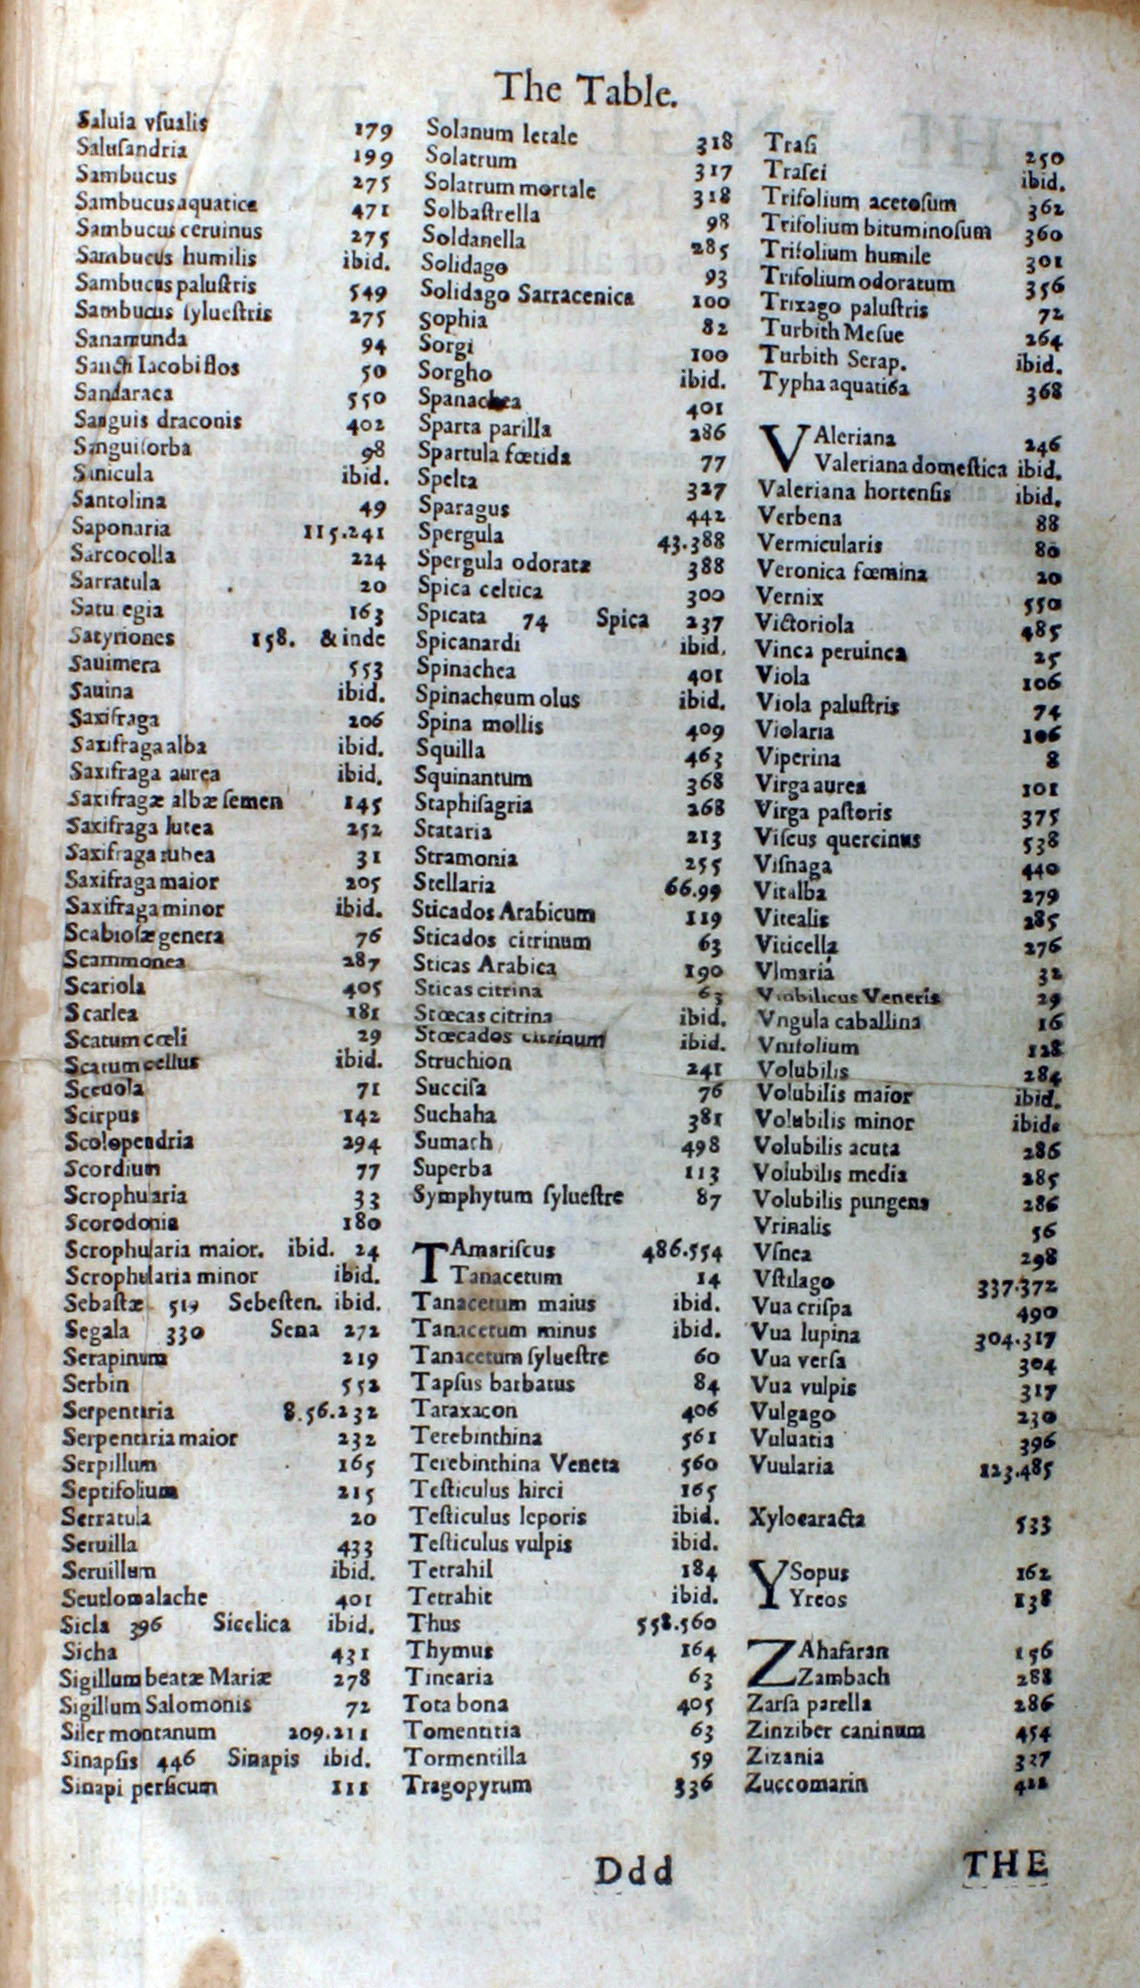 The Table.
Saluia vſualis 179
Saluſandria 199
Sambucus 275
Sambucus aquatice 471
Sambucus ceruinus 275
Sambucus humilis ibid.
Sambucus paluſtris 549
Sambucus ſylueſtris 275
Sanamunda 94
Sancti Iacobi flos 50
Sandaraca 550
Sanguis draconis 402
Sanguiſorba 98
Sanicula ibid.
Santolina 49
Saponaria 115.241
Sarcocolla 224
Sarratula 20
Satu egia 163
Satyriones 158. & inde
Sauimera 553
Sauina ibid.
Saxifraga 206
Saxifraga alba ibid.
Saxifraga aurea ibid.
Saxifragæ albæ ſemen 145
Saxifraga lutea 252
Saxifraga rubea 31
Saxifraga maior 205
Saxifraga minor ibid.
Scabioſæ genera 76
Scammonea 287
Scariola 405
Scarlea 181
Scatum cœli 29
Scatum cellus ibid.
Sceuola 71
Scirpus 142
Scolopendria 294
Scordium 77
Scrophularia 33
Scorodonia 180
Scrophularia maior. ibid. 24
Scrophularia minor ibid.
Sebaſtæ 519 Sebeſten. ibid.
Segala 330 Sena 272
Serapinum 219
Serbin 552
Serpentaria 8.56.232
Serpentaria maior 232
Serpillum 165
Septifolium 215
Serratula 20
Seruilla 433
Seruillum ibid.
Seutlomalache 401
Sicla 396 Sicelica ibid.
Sicha 431
Sigillum beatæ Mariæ 278
Sigillum Salomonis 72
Siler montanum 209.211
Sinapſis 446 Sinapis ibid.
Sinapi perſicum 111
Solanum letale 318
Solatrum 317
Solatrum mortale 318
Solbaſtrella 98
Soldanella 285
Solidago 93
Solidago Sarracenica 100
Sophia 82
Sorgi 100
Sorgho ibid.
Spanachea 401
Sparta parilla 286
Spartula fœtida 77
Spelta 327
Sparagus 442
Spergula 43.388
Spergula odorata 388
Spica celtica 300
Spicata 74 Spica 237
Spicanardi ibid.
Spinachea 401
Spinacheum olus ibid.
Spina mollis 409
Squilla 463
Squinantum 368
Staphiſagria 268
Stataria 213
Stramonia 255
Stellaria 66.99
Sticados Arabicum 119
Sticados citrinum 63
Sticas Arabica 190
Sticas citrina 63
Stœcas citrina ibid.
Stœcados citrinum ibid.
Struchion 241
Succiſa 76
Suchaha 381
Sumach 498
Superba 113
Symphytum ſylueſtre 87
TAmariſcus 486.554
Tanacetum 14
Tanacetum maius ibid.
Tanacetum minus ibid.
Tanacetum ſylueſtre 60
Tapſus barbatus 84
Taraxacon 406
Terebinthina 561
Terebinthina Veneta 560
Teſticulus hirci 165
Teſticulus leporis ibid.
Teſticulus vulpis ibid.
Tetrahil 184
Tetrahit ibid.
Thus 558.560
Thymus 164
Tinearia 63
Tota bona 405
Tomentitia 63
Tormentilla 59
Tragopyrum 336
Traſi 250
Traſci ibid.
Trifolium acetoſum 362
Trifolium bituminoſum 360
Trifolium humile 301
Trifolium odoratum 356
Trixago paluſtris 72
Turbith Meſue 264
Turbith Serap. ibid.
Typha aquatica 368
VAleriana 246
Valeriana domeſtica ibid.
Valeriana hortenſis ibid.
Verbena 88
Vermicularis 80
Veronica fœmina 20
Vernix 550
Victoriola 485
Vinca peruinca 25
Viola 106
Viola paluſtris 74
Violaria 106
Viperina 8
Virga aurea 101
Virga paſtoris 375
Viſcus quercinus 538
Viſnaga 440
Vitalba 279
Vitealis 285
Viticella 276
Vlmaria 32
Vmbilicus Veneris 29
Vngula caballina 16
Vnifolium 128
Volubilis 284
Volubilis maior ibid.
Volubilis minor ibid.
Volubilis acuta 286
Volubilis media 285
Volubilis pungens 286
Vrinalis 56
Vſnea 298
Vſtilago 337.372
Vua criſpa 490
Vua lupina 304.317
Vua verſa 304
Vua vulpis 317
Vulgago 230
Vuluaria 396
Vuularia 123.485
Xylocaracta 533
YSopus 162
Yreos 138
ZAhafaran 156
Zambach 288
Zarſa parella 286
Zinziber caninum 454
Zizania 327
Zuccomarin 422
Ddd
THE